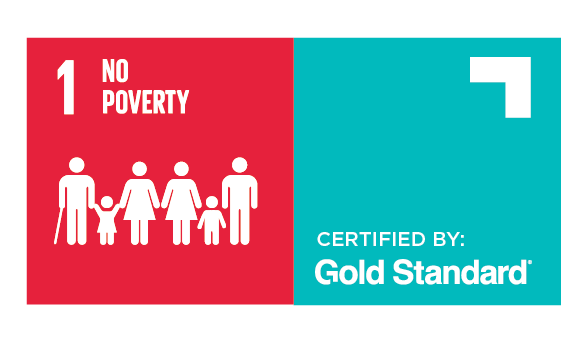 1 NO
POVERTY
CERTIFIED BY:
Gold Standard